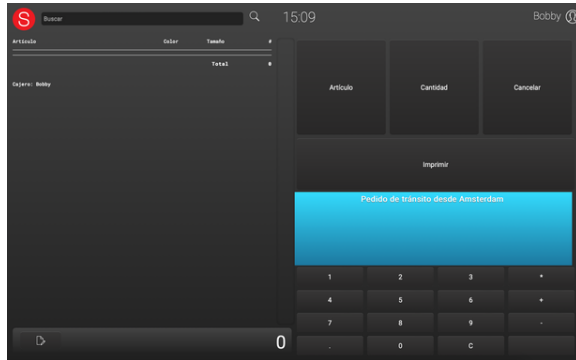 S
Buscar
15:09
Bobby
Artículo Color Tamaño #
Total 0
Cajero: Bobby
Artículo
Cantidad
Cancelar
Imprimir
Pedido de tránsito desde Amsterdam
1 2 3 *
4 5 6 +
7 8 9 -
. 0 C
0